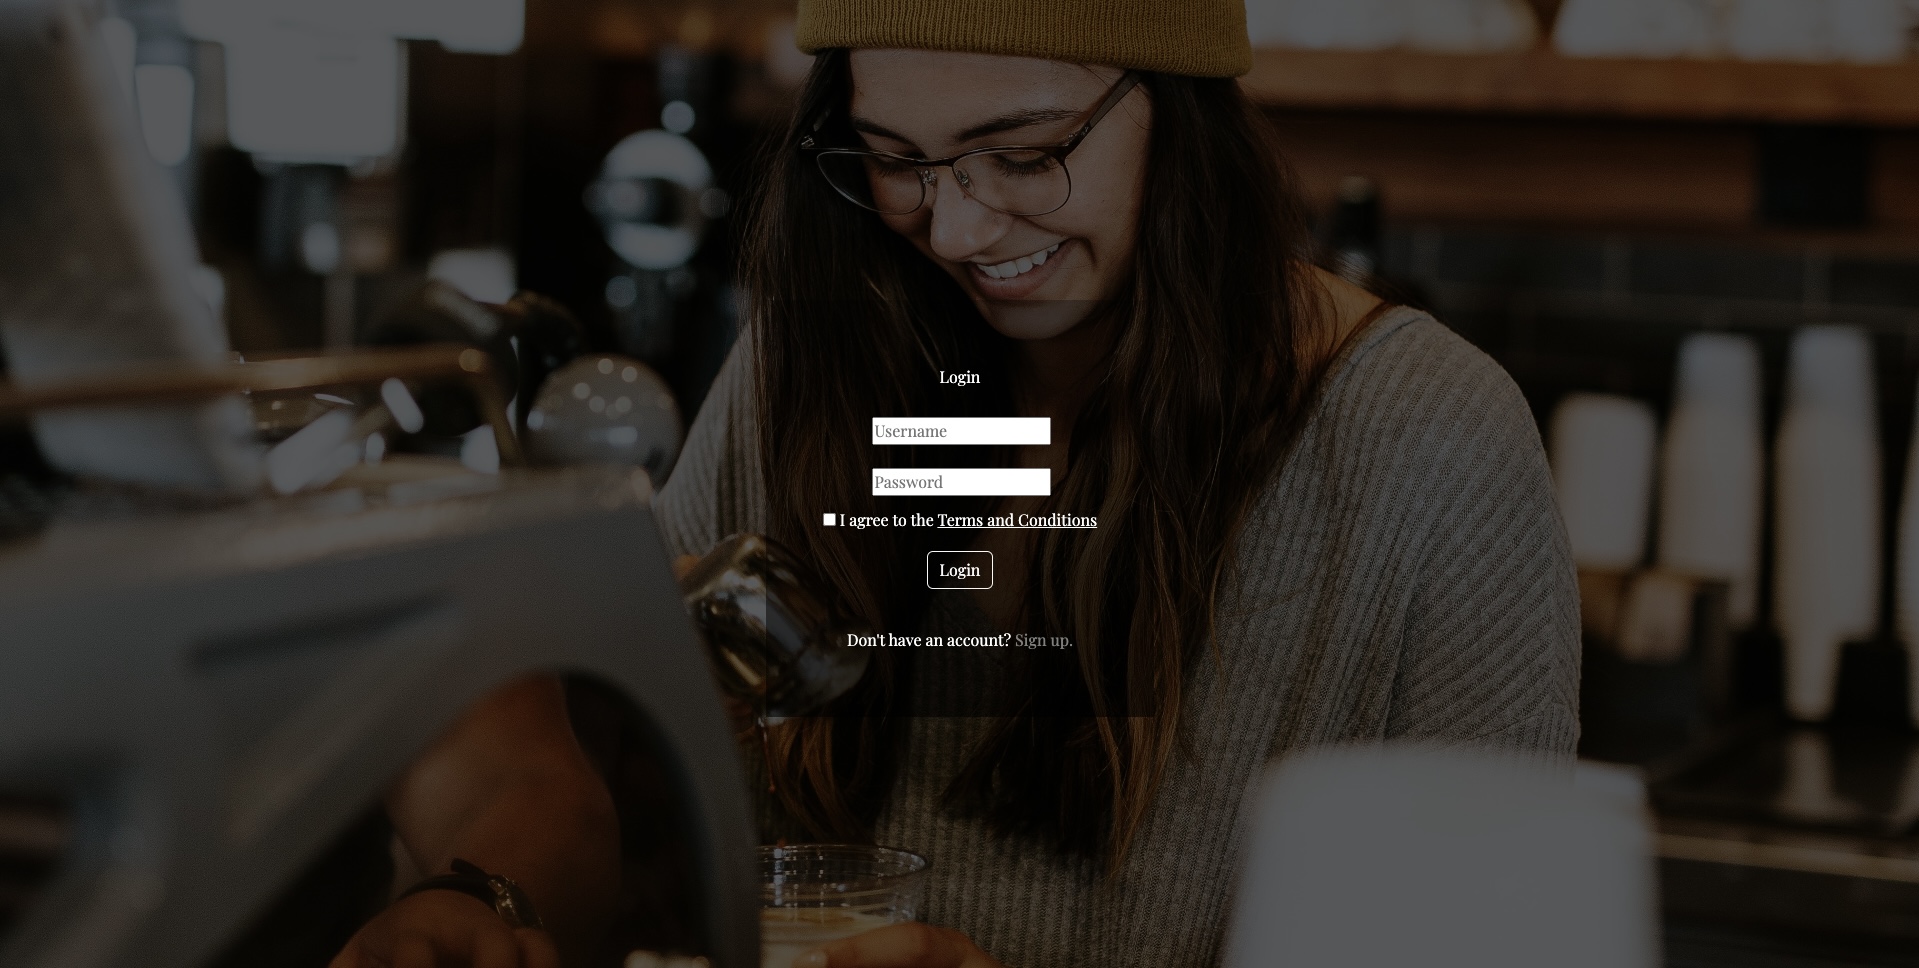 Login
Username
Password
I agree to the Terms and Conditions
Login
Don't have an account? Sign up.